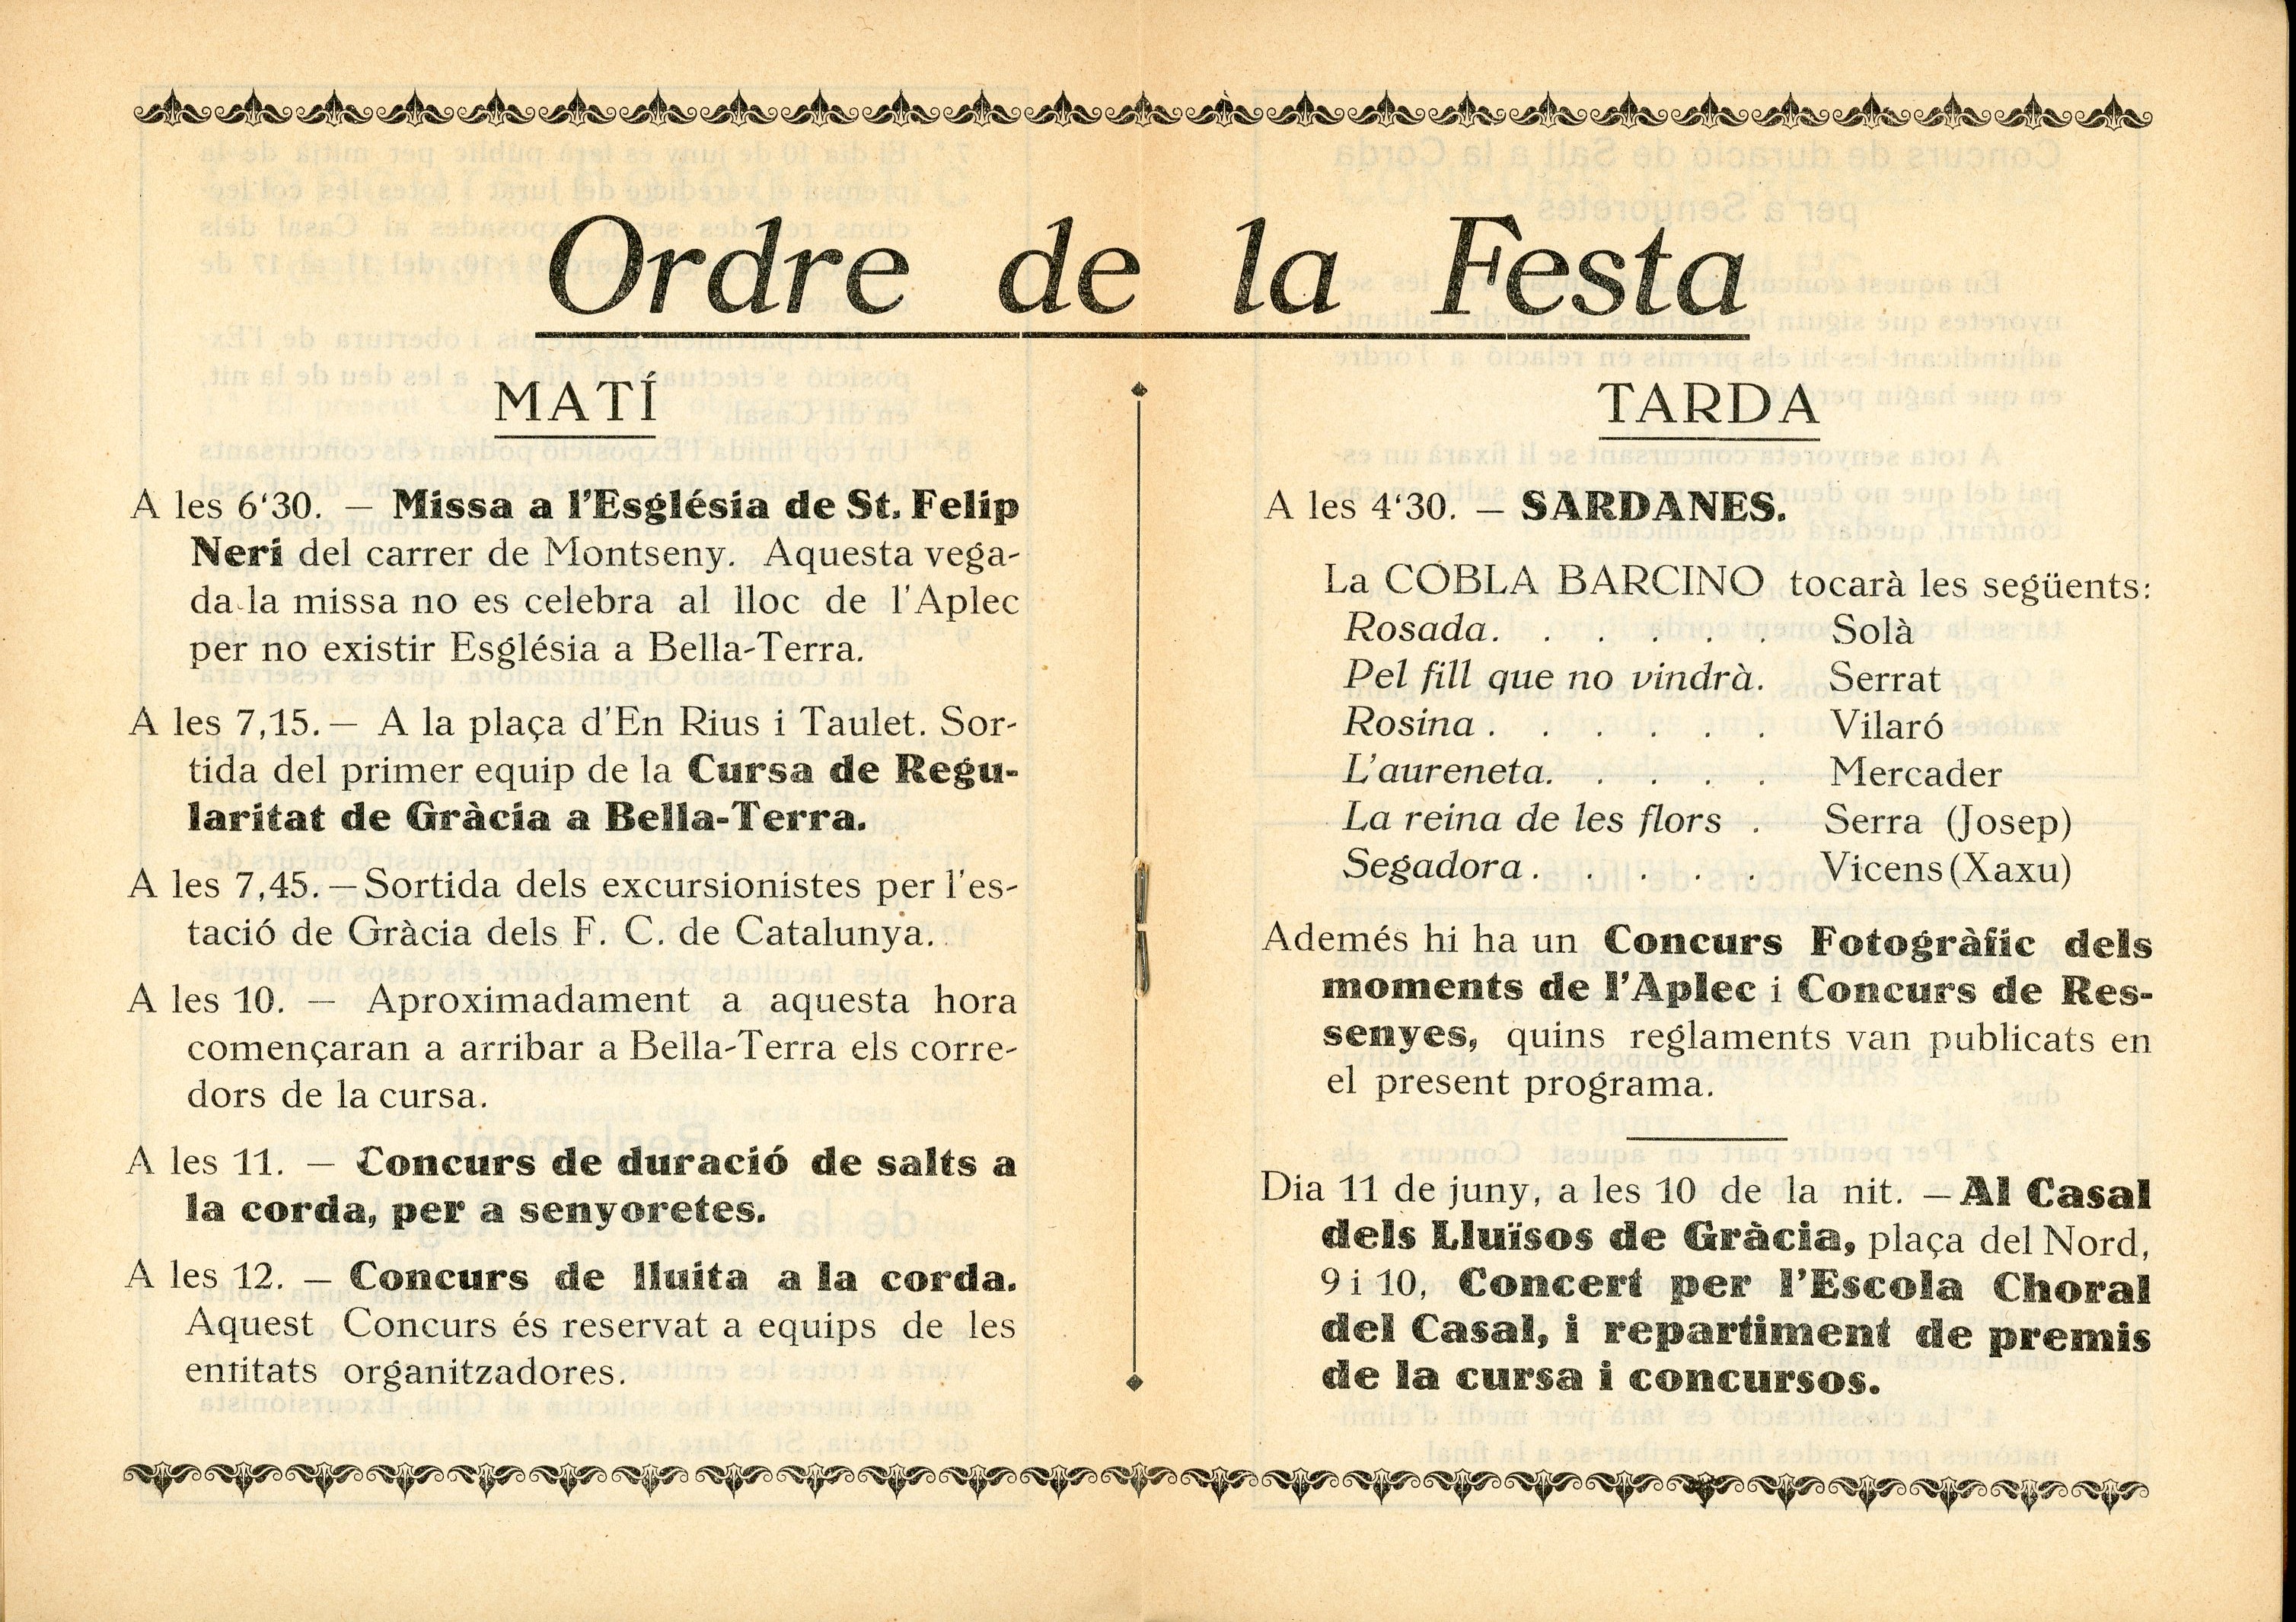 Ordre de la Festa
MATÍ
A les 6'30. — Missa a l'Església de St. Felip
Neri del carrer de Montseny. Aquesta vega-
da la missa no es celebra al lloc de l'Aplec
per no existir Església a Bella-Terra.
A les 7,15. — A la plaça d'En Rius i Taulet. Sor-
tida del primer equip de la Cursa de Regu-
laritat de Gràcia a Bella-Terra.
A les 7,45. — Sortida dels excursionistes per l'es-
tació de Gràcia dels F. C. de Catalunya.
A les 10. — Aproximadament a aquesta hora
començaran a arribar a Bella-Terra els corre-
dors de la cursa.
A les 11. — Concurs de duració de salts a
la corda, per a senyoretes.
A les 12. — Concurs de lluita a la corda.
Aquest Concurs és reservat a equips de les
entitats organitzadores.
TARDA
A les 4'30. — SARDANES.
La COBLA BARCINO tocarà les següents:
Rosada. . . . . . . Solà
Pel fill que no vindrà. Serrat
Rosina . . . . . . . Vilaró
L'aureneta. . . . . Mercader
La reina de les flors . Serra (Josep)
Segadora . . . . . . Vicens (Xaxu)
Además hi ha un Concurs Fotogràfic dels
moments de l'Aplec i Concurs de Res-
senyes, quins reglaments van publicats en
el present programa.
Dia 11 de juny, a les 10 de la nit. — Al Casal
dels Lluïsos de Gràcia, plaça del Nord,
9 i 10, Concert per l'Escola Choral
del Casal, i repartiment de premis
de la cursa i concursos.